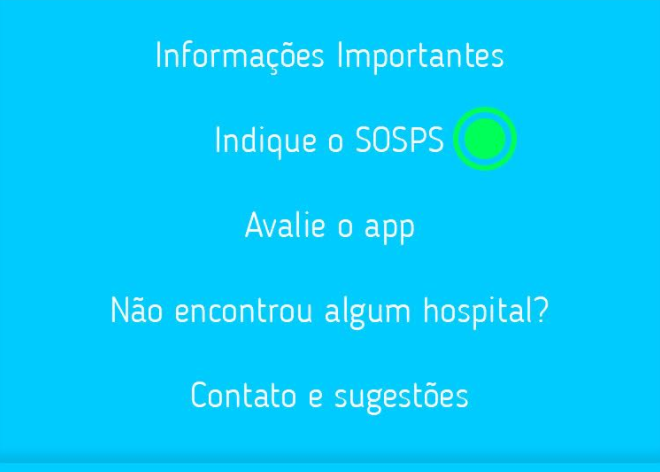 Informações Importantes
Indique o SOSPS
Avalie o app
Não encontrou algum hospital?
Contato e sugestões